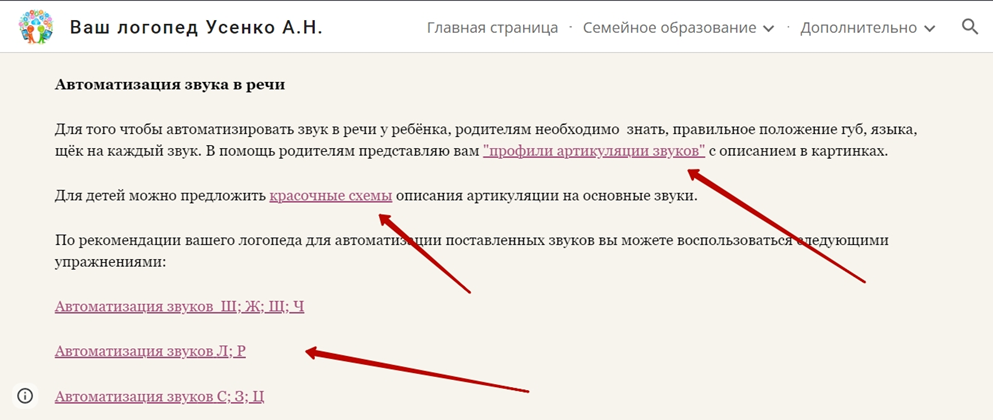 Ваш логопед Усенко А.Н.
Главная страница · Семейное образование · Дополнительно
Автоматизация звука в речи
Для того чтобы автоматизировать звук в речи у ребёнка, родителям необходимо знать, правильное положение губ, языка,
щёк на каждый звук. В помощь родителям представляю вам "профили артикуляции звуков" с описанием в картинках.
Для детей можно предложить красочные схемы описания артикуляции на основные звуки.
По рекомендации вашего логопеда для автоматизации поставленных звуков вы можете воспользоваться следующими
упражнениями:
Автоматизация звуков Ш; Ж; Щ; Ч
Автоматизация звуков Л; Р
Автоматизация звуков С; З; Ц